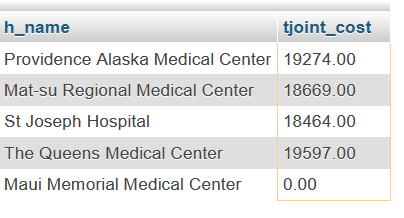 h_name tjoint_cost
Providence Alaska Medical Center 19274.00
Mat-su Regional Medical Center 18669.00
St Joseph Hospital 18464.00
The Queens Medical Center 19597.00
Maui Memorial Medical Center 0.00